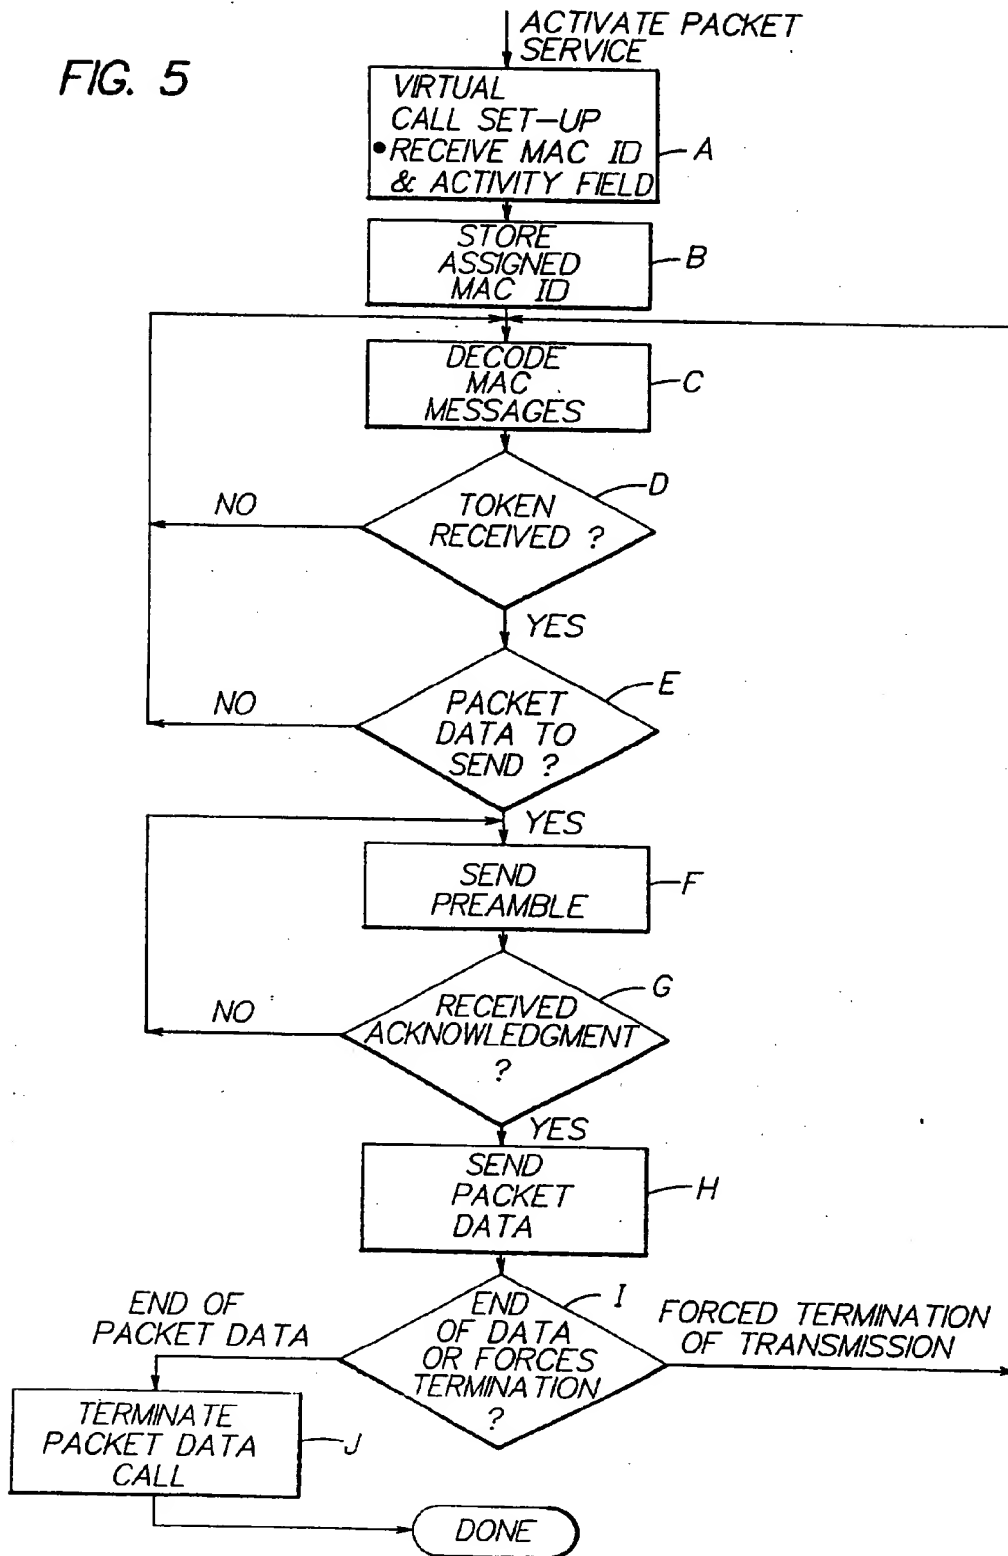 ACTIVATE PACKET
SERVICE
FIG. 5
VIRTUAL
CALL SET-UP
•RECEIVE MAC ID
& ACTIVITY FIELD
A
STORE
ASSIGNED
MAC ID
B
DECODE
MAC
MESSAGES
C
D
TOKEN
RECEIVED ?
NO
YES
E
PACKET
DATA TO
SEND ?
NO
YES
SEND
PREAMBLE
F
G
RECEIVED
ACKNOWLEDGMENT
?
NO
YES
SEND
PACKET
DATA
H
I
END
OF DATA
OR FORCES
TERMINATION
?
END OF
PACKET DATA
FORCED TERMINATION
OF TRANSMISSION
TERMINATE
PACKET DATA
CALL
J
DONE